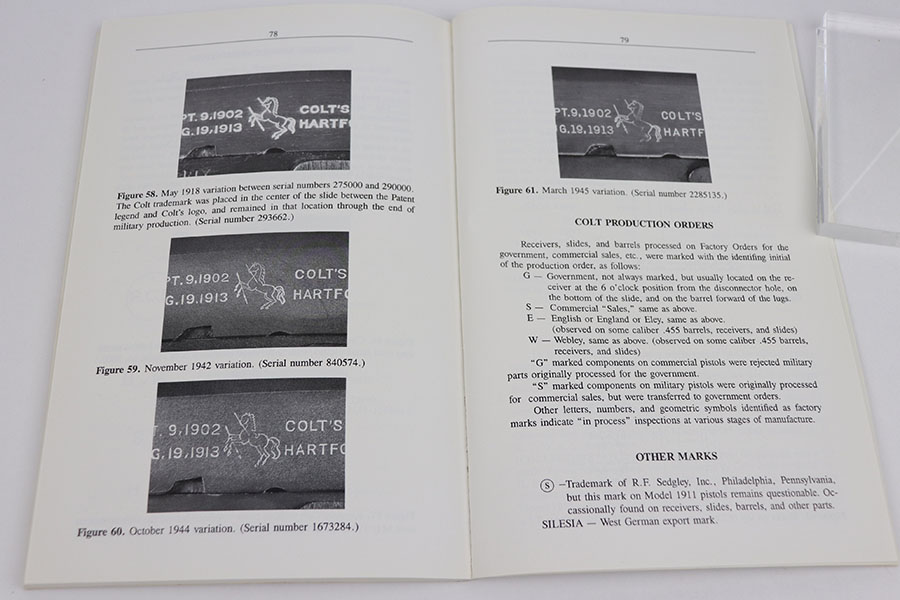 78
PT. 9,1902
G.19,1913
COLT'S
HARTFO
Figure 58. May 1918 variation between serial numbers 275000 and 290000.
The Colt trademark was placed in the center of the slide between the Patent
legend and Colt's logo, and remained in that location through the end of
military production. (Serial number 293662.)
PT. 9,1902
G.19,1913
COLT'S
HARTFO
Figure 59. November 1942 variation. (Serial number 840574.)
T. 9,1902
G.19,1913
COLT'S
HARTFO
Figure 60. October 1944 variation. (Serial number 1673284.)
79
PT. 9,1902
G.19,1913
COLT'S
HARTF
Figure 61. March 1945 variation. (Serial number 2285135.)
COLT PRODUCTION ORDERS
Receivers, slides, and barrels processed on Factory Orders for the
government, commercial sales, etc., were marked with the identifing initial
of the production order, as follows:
G — Government, not always marked, but usually located on the re-
ceiver at the 6 o'clock position from the disconnector hole, on
the bottom of the slide, and on the barrel forward of the lugs.
S — Commercial "Sales," same as above.
E — English or England or Eley, same as above.
(observed on some caliber .455 barrels, receivers, and slides)
W — Webley, same as above. (observed on some caliber .455 barrels,
receivers, and slides)
"G" marked components on commercial pistols were rejected military
parts originally processed for the government.
"S" marked components on military pistols were originally processed
for commercial sales, but were transferred to government orders.
Other letters, numbers, and geometric symbols identified as factory
marks indicate "in process" inspections at various stages of manufacture.
OTHER MARKS
Ⓢ —Trademark of R.F. Sedgley, Inc., Philadelphia, Pennsylvania,
but this mark on Model 1911 pistols remains questionable. Oc-
cassionally found on receivers, slides, barrels, and other parts.
SILESIA — West German export mark.